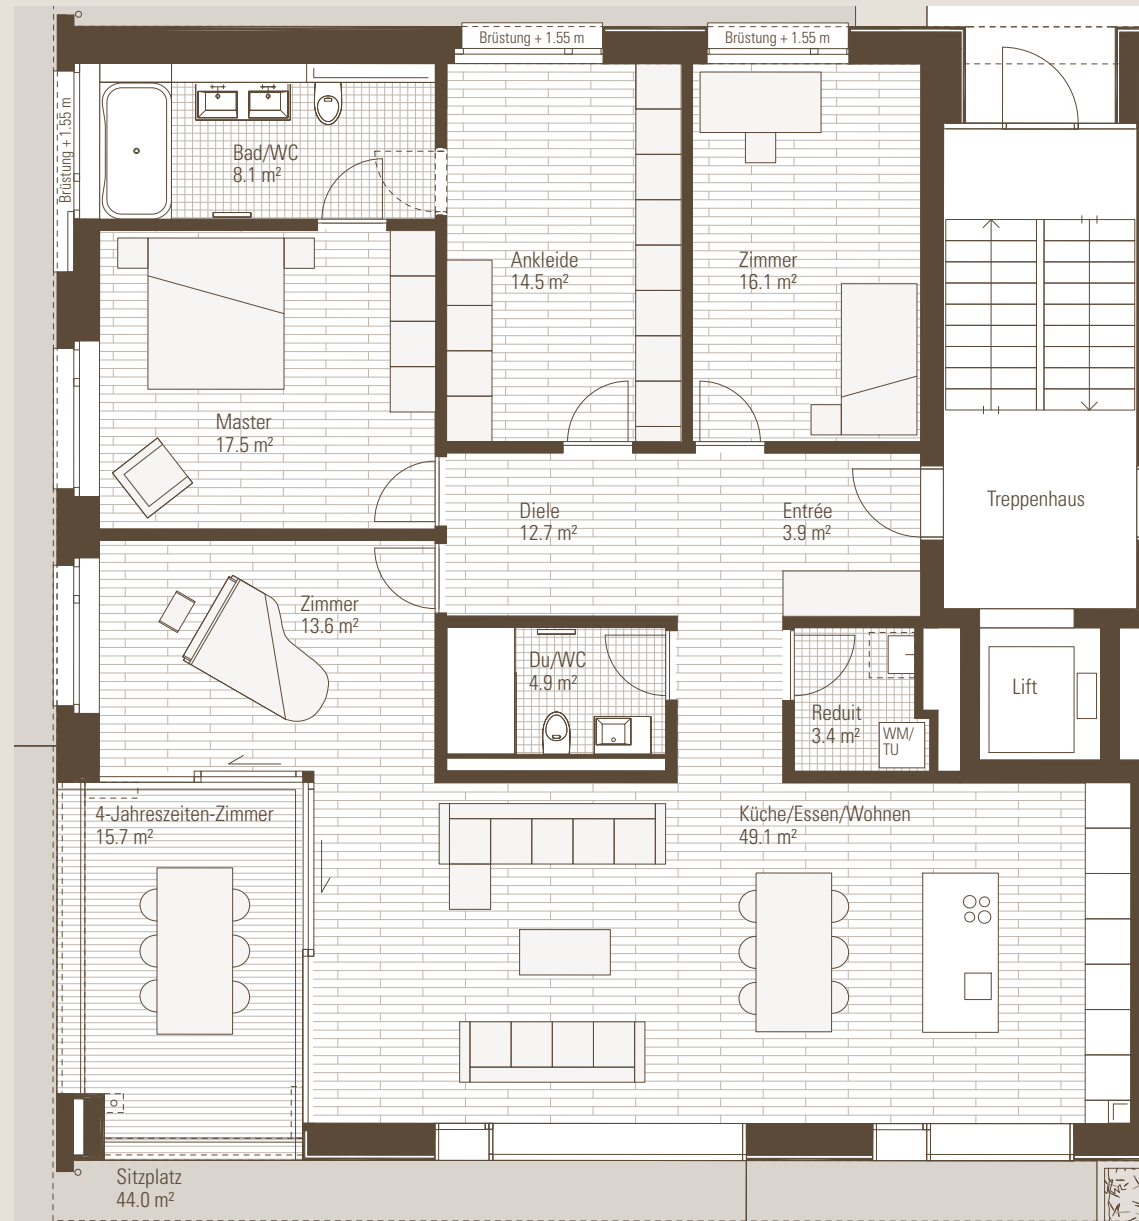 Brüstung + 1.55 m
Brüstung + 1.55 m
Brüstung + 1.55 m
Bad/WC
8.1 m²
Ankleide
14.5 m²
Zimmer
16.1 m²
Master
17.5 m²
Diele
12.7 m²
Entrée
3.9 m²
Treppenhaus
Zimmer
13.6 m²
Du/WC
4.9 m²
Reduit
3.4 m²
WM/
TU
Lift
4-Jahreszeiten-Zimmer
15.7 m²
Küche/Essen/Wohnen
49.1 m²
Sitzplatz
44.0 m²